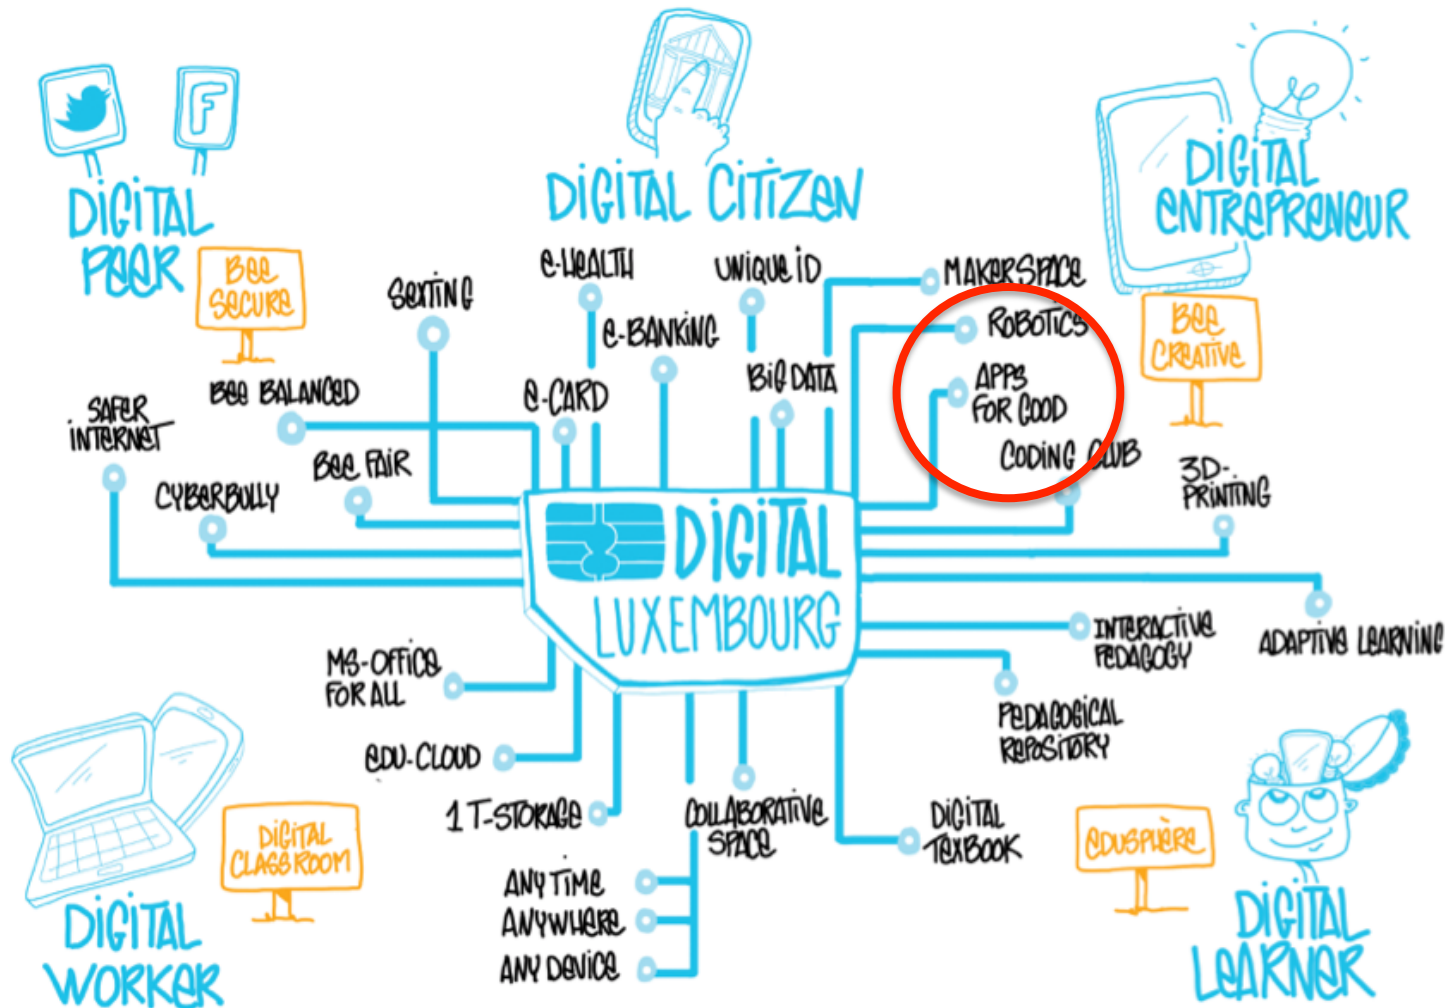 F
DiGiTAL
PEER
BEE
SECURE
DiGiTAL CiTiZEN
DiGiTAL
ENTREPRENEUR
BEE
CREATIVE
SEXTiNG
E-HEALTH
E-BANKiNG
E-CARD
UNiQUE iD
BiG DATA
MAKERSPACE
ROBOTiCS
APPS
FOR GOOD
CODiNG CLUB
3D-
PRiNTiNG
BEE BALANCED
SAFER
iNTERNET
BEE FAiR
CYBERBULLY
DiGiTAL
LUXEMBOURG
INTERACTiVE
PEDAGOGY
ADAPTiVE LEARNiNG
PEDAGOGiCAL
REPOSiTORY
MS-OFFiCE
FOR ALL
EDU-CLOUD
1 T-STORAGE
COLLABORATiVE
SPACE
DiGiTAL
TEXBOOK
ANY TiME
ANYWHERE
ANY DEViCE
DiGiTAL
CLASSROOM
DiGiTAL
WORKER
EDUSPHÈRE
DiGiTAL
LEARNER